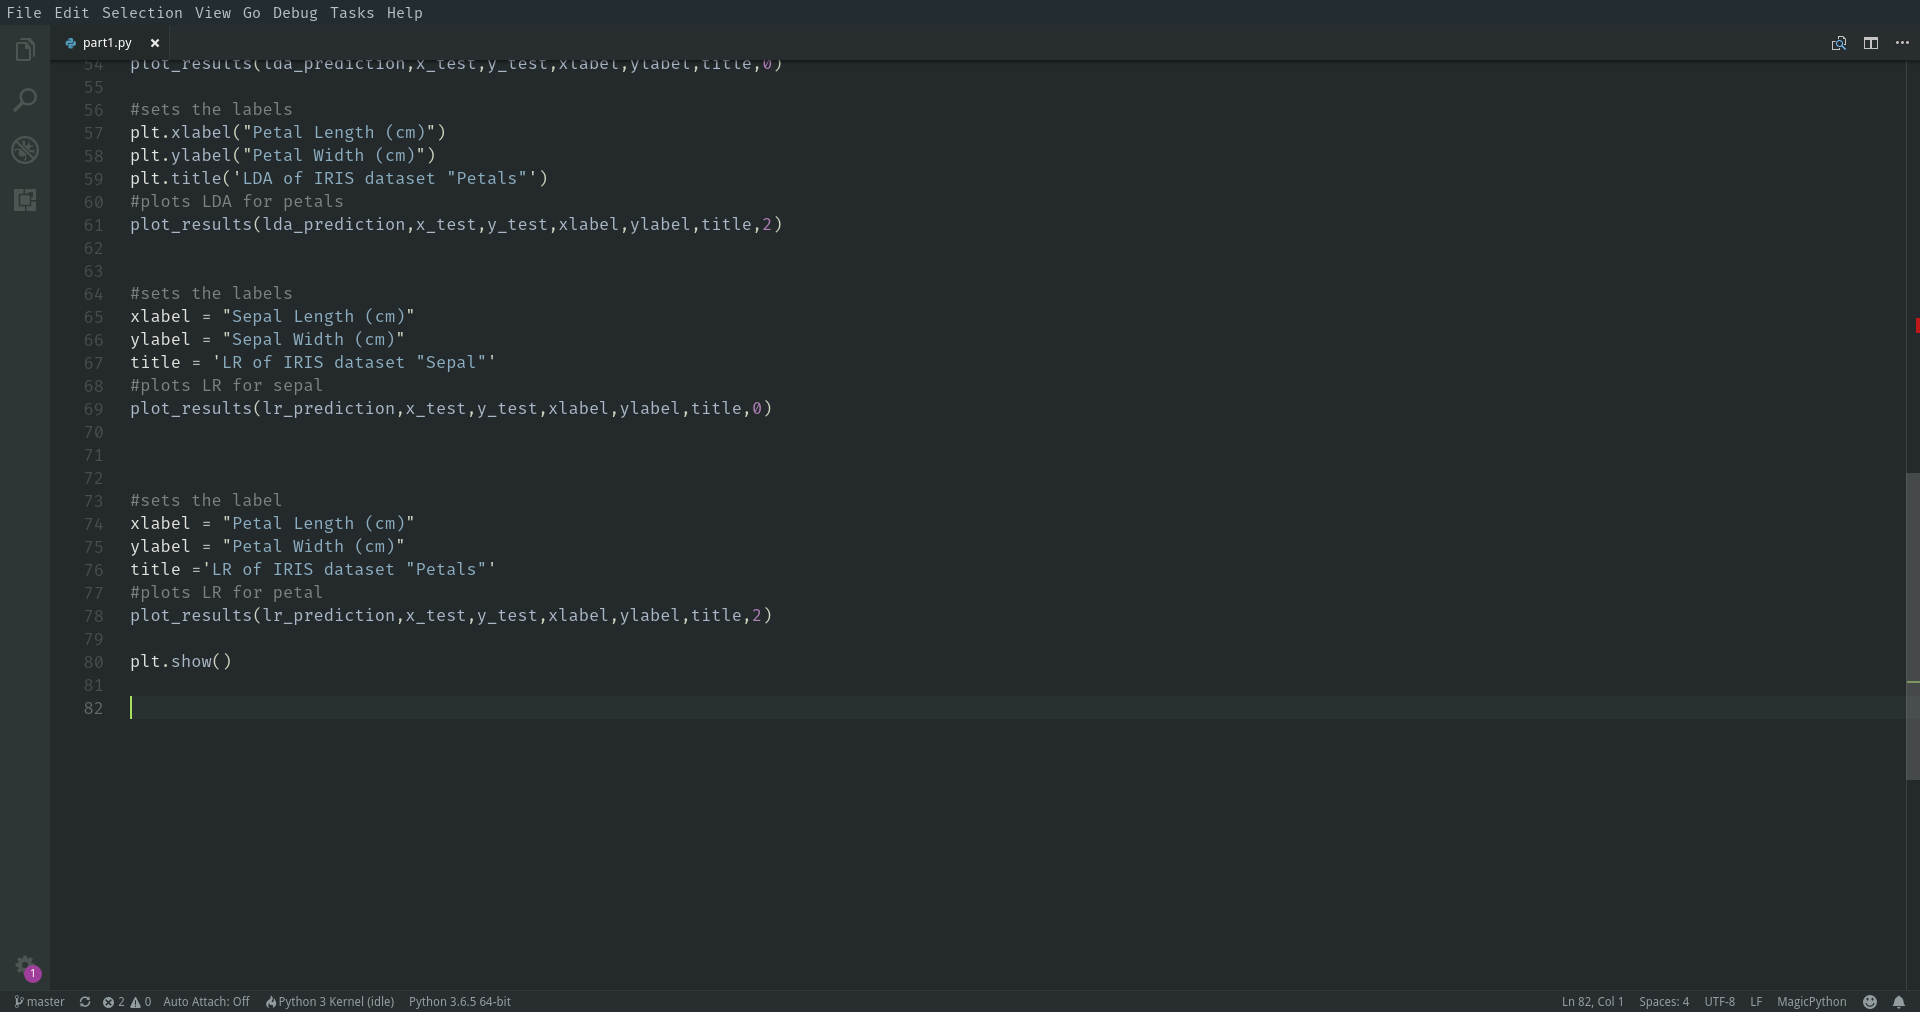 File Edit Selection View Go Debug Tasks Help
part1.py
54 plot_results(lda_prediction,x_test,y_test,xlabel,ylabel,title,0)
55
56 #sets the labels
57 plt.xlabel("Petal Length (cm)")
58 plt.ylabel("Petal Width (cm)")
59 plt.title('LDA of IRIS dataset "Petals"')
60 #plots LDA for petals
61 plot_results(lda_prediction,x_test,y_test,xlabel,ylabel,title,2)
62
63
64 #sets the labels
65 xlabel = "Sepal Length (cm)"
66 ylabel = "Sepal Width (cm)"
67 title = 'LR of IRIS dataset "Sepal"'
68 #plots LR for sepal
69 plot_results(lr_prediction,x_test,y_test,xlabel,ylabel,title,0)
70
71
72
73 #sets the label
74 xlabel = "Petal Length (cm)"
75 ylabel = "Petal Width (cm)"
76 title ='LR of IRIS dataset "Petals"'
77 #plots LR for petal
78 plot_results(lr_prediction,x_test,y_test,xlabel,ylabel,title,2)
79
80 plt.show()
81
82
1
master 2 0 Auto Attach: Off Python 3 Kernel (idle) Python 3.6.5 64-bit Ln 82, Col 1 Spaces: 4 UTF-8 LF MagicPython